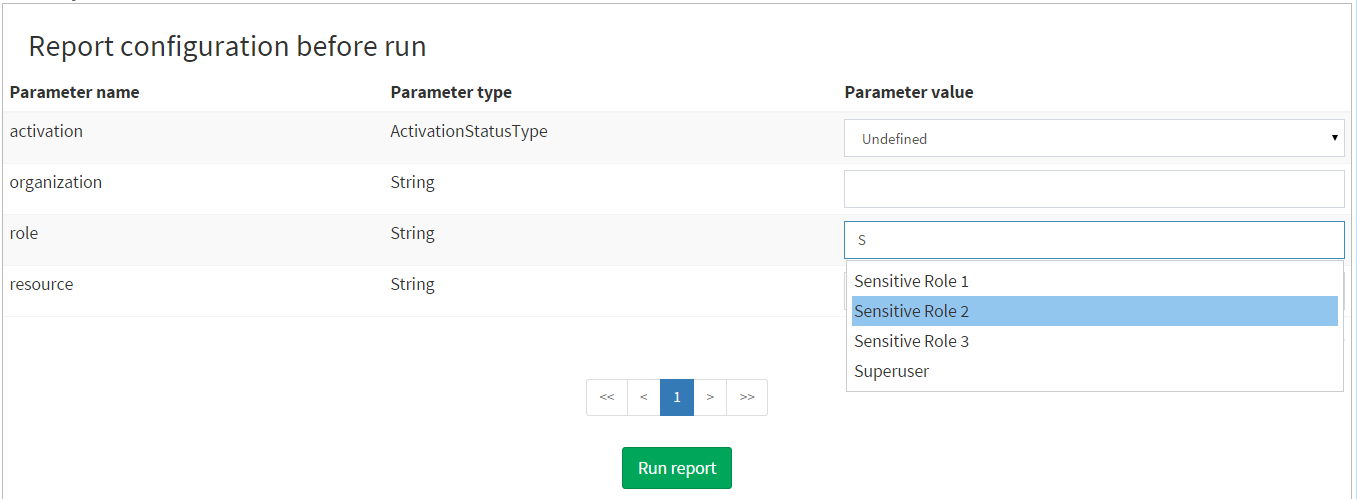 Report configuration before run
Parameter name Parameter type Parameter value
activation ActivationStatusType Undefined
organization String
role String S
resource String
Sensitive Role 1
Sensitive Role 2
Sensitive Role 3
Superuser
<< < 1 > >>
Run report